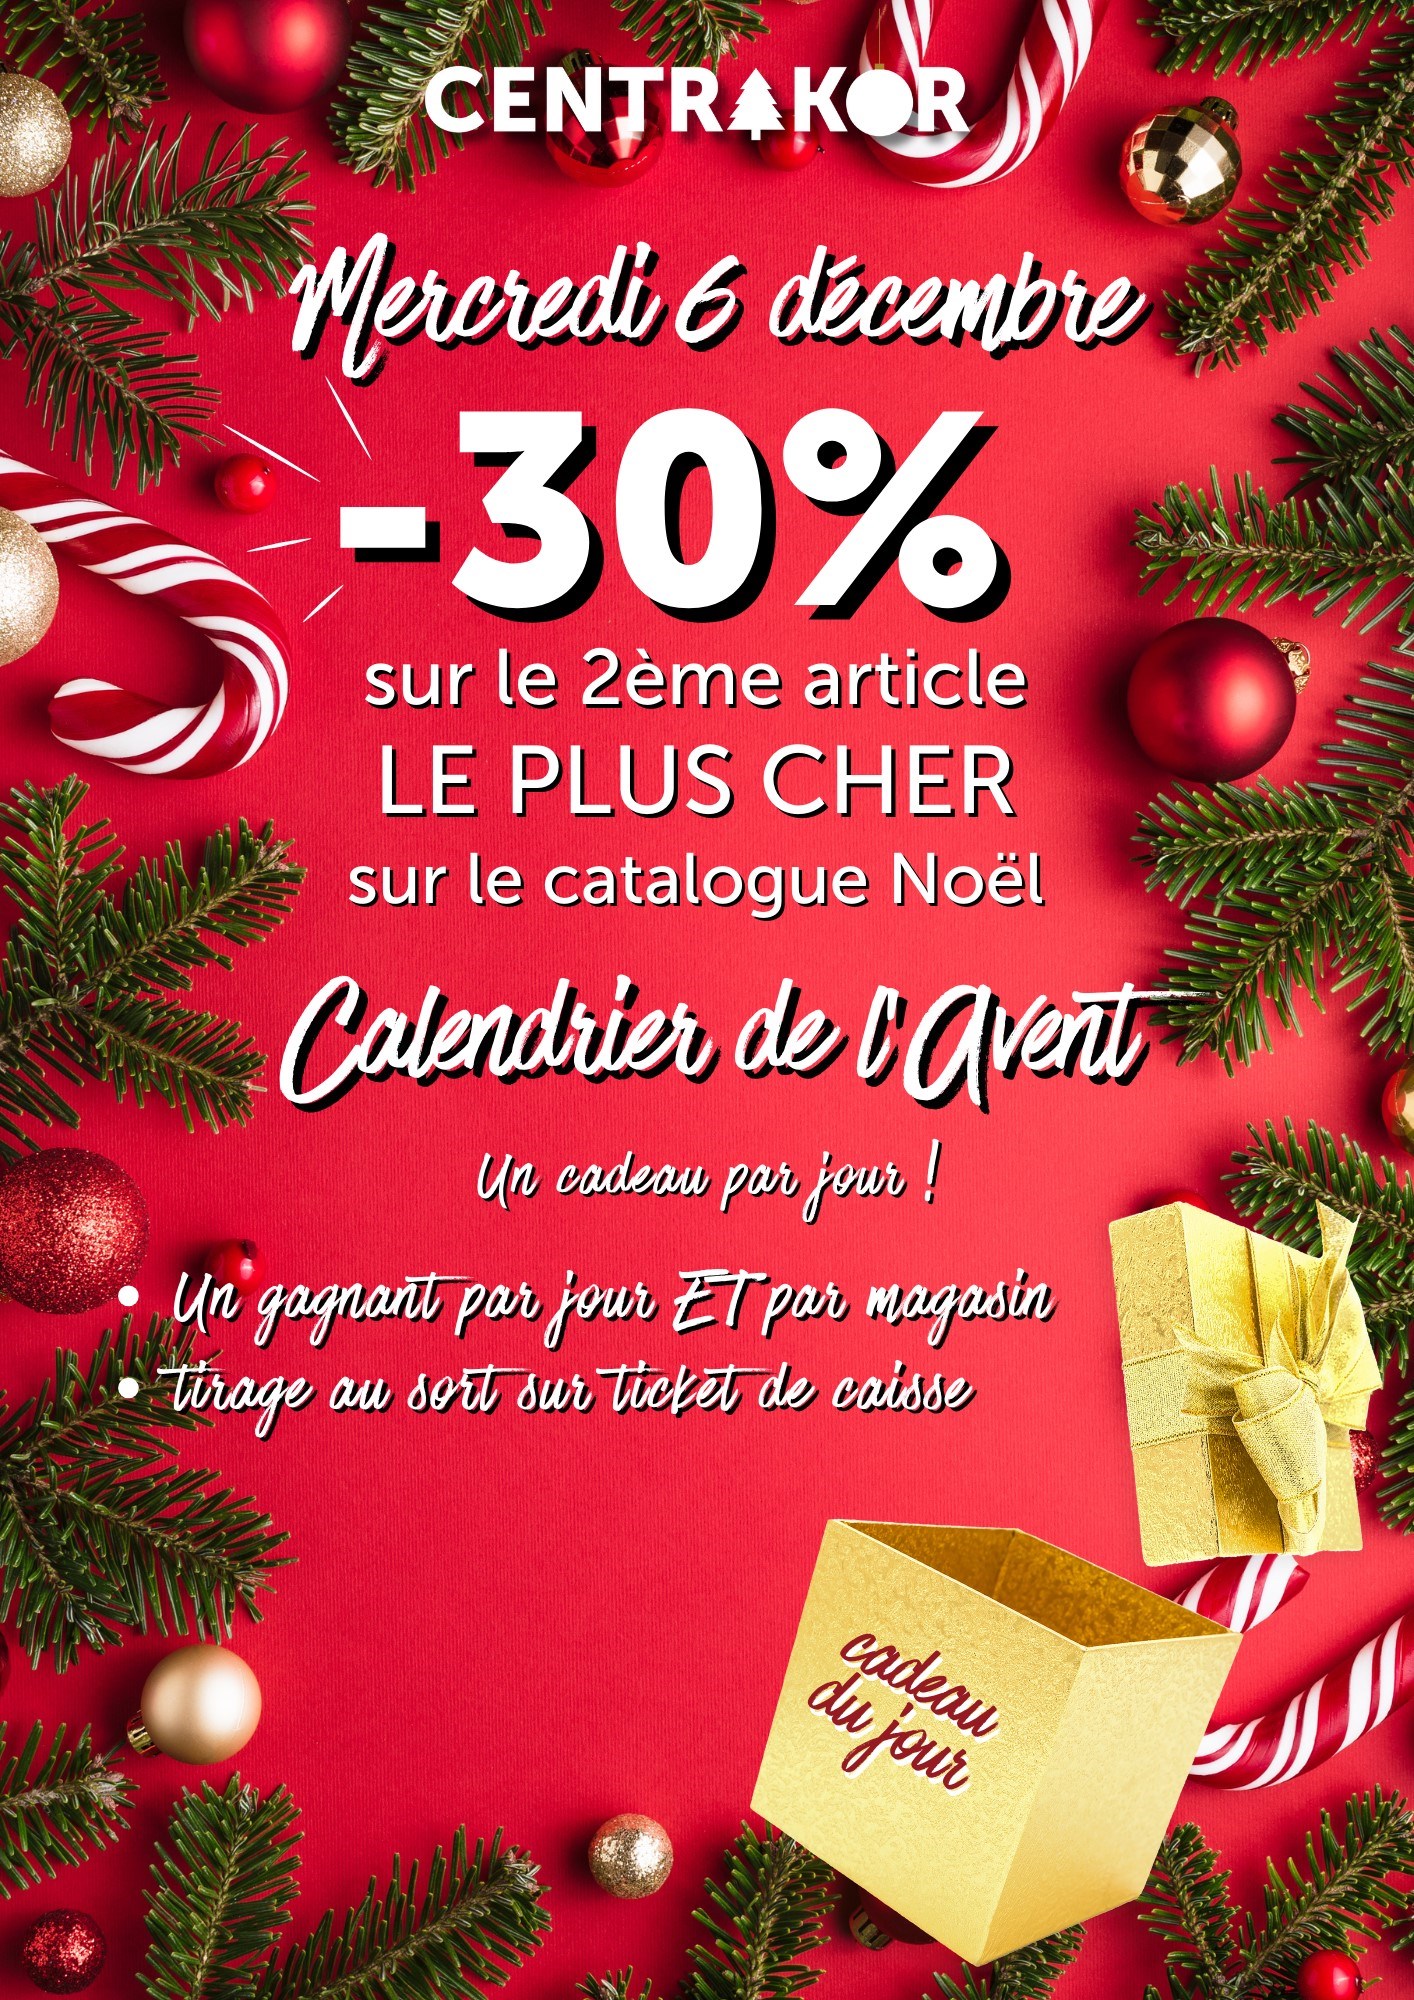 CENTRAKOR
Mercredi 6 décembre
-30%
sur le 2ème article
LE PLUS CHER
sur le catalogue Noël
Calendrier de l'Avent
Un cadeau par jour !
• Un gagnant par jour ET par magasin
• tirage au sort sur ticket de caisse
cadeau
du jour